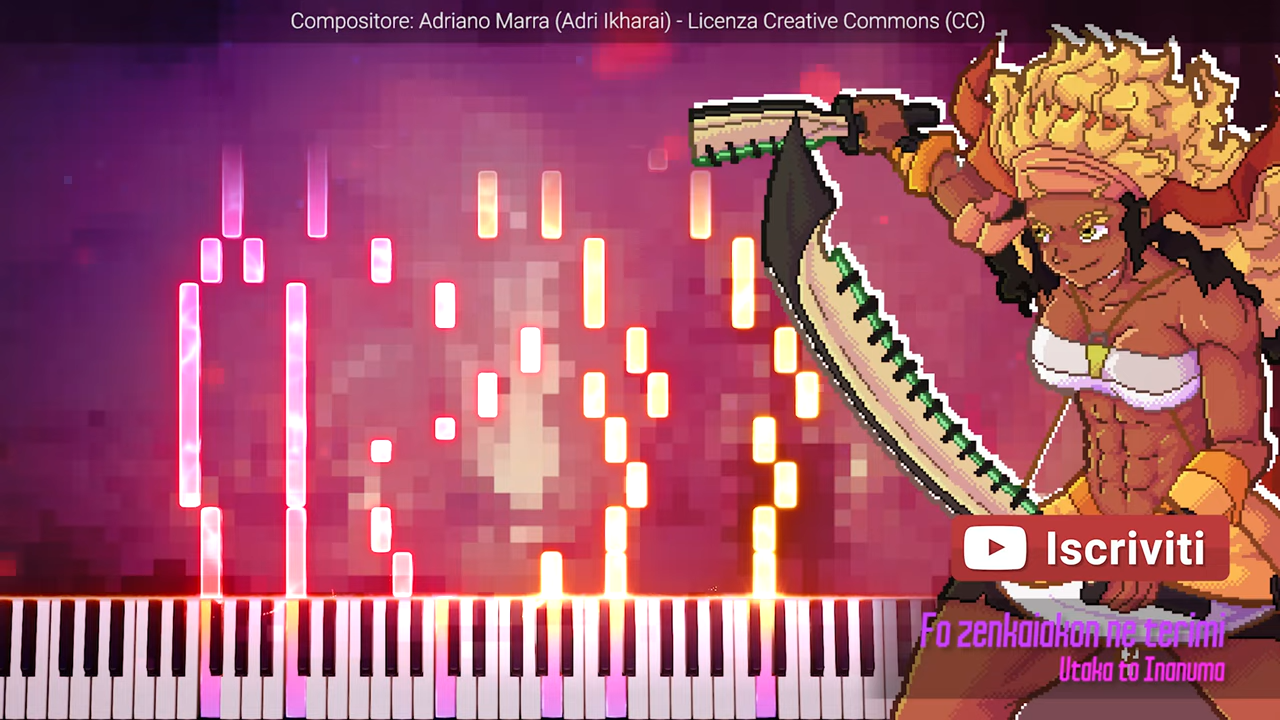 Compositore: Adriano Marra (Adri Ikharai) - Licenza Creative Commons (CC)
Iscriviti
Fo zenkaiakon ne terimi
Utaka to Inanuma